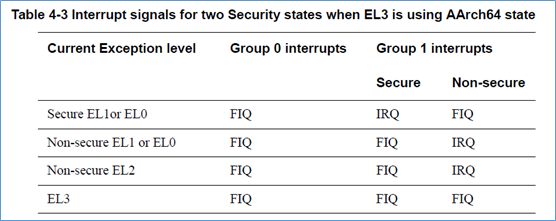 Table 4-3 Interrupt signals for two Security states when EL3 is using AArch64 state
Current Exception level Group 0 interrupts Group 1 interrupts
Secure Non-secure
Secure EL1or EL0 FIQ IRQ FIQ
Non-secure EL1 or EL0 FIQ FIQ IRQ
Non-secure EL2 FIQ FIQ IRQ
EL3 FIQ FIQ FIQ